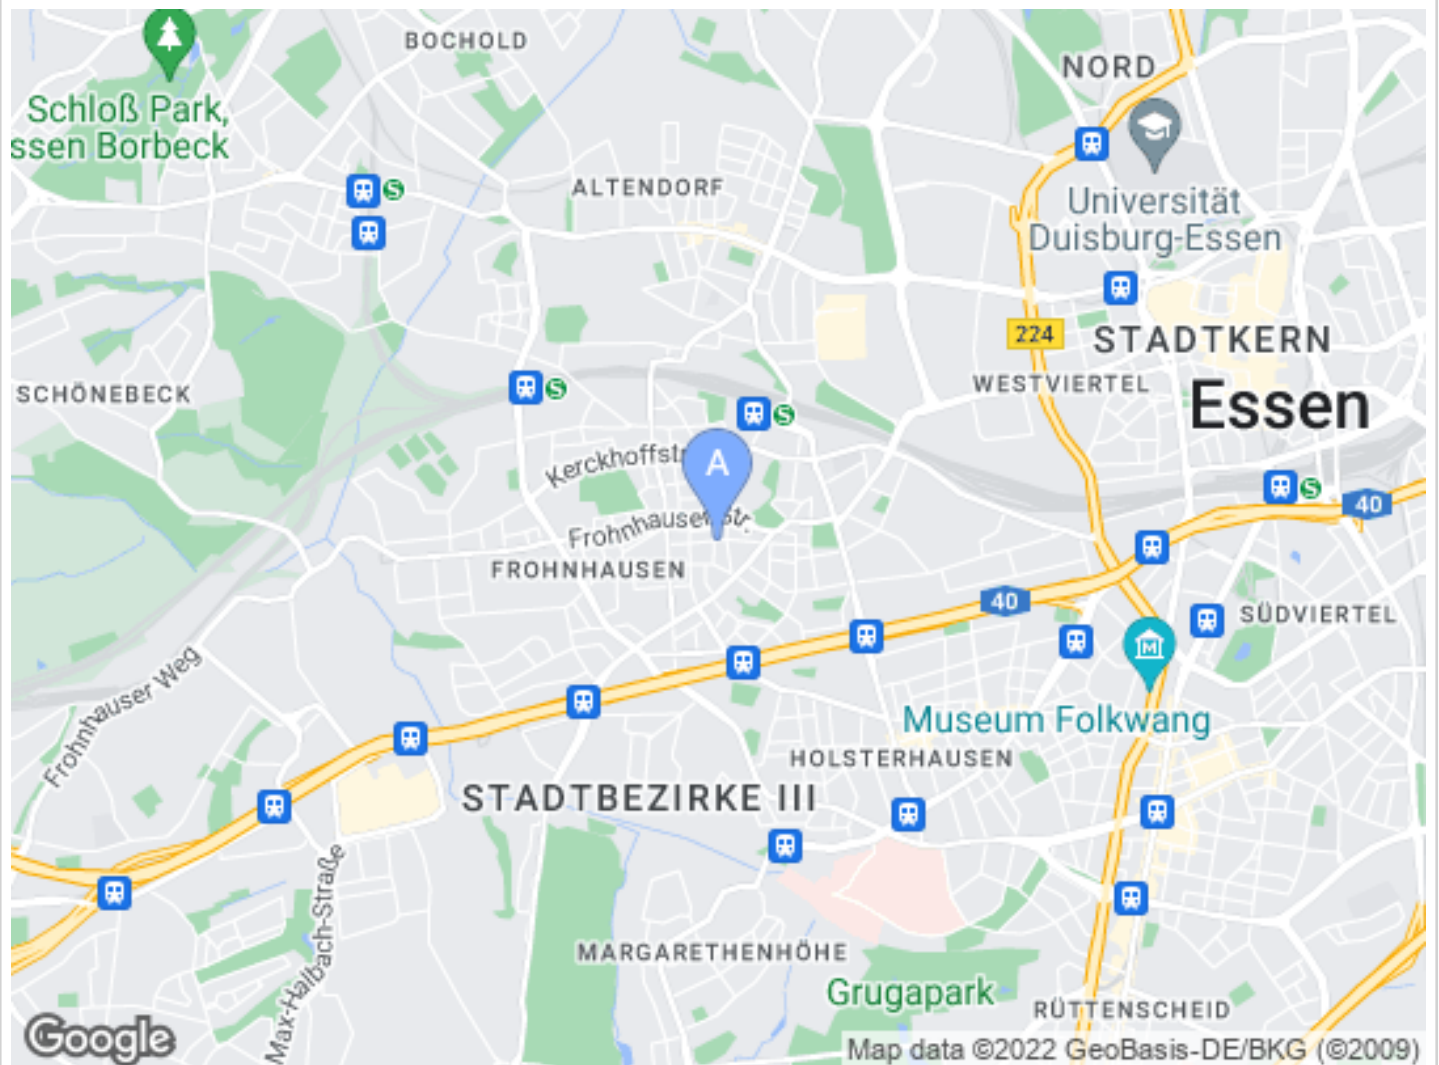 BOCHOLD
NORD
Schloß Park,
ssen Borbeck
ALTENDORF
Universität
Duisburg-Essen
S
224
STADTKERN
SCHÖNEBECK
WESTVIERTEL
S
Essen
S
Kerckhoffst
A
S
40
Frohnhauser Str.
FROHNHAUSEN
40
SÜDVIERTEL
M
Frohnhauser Weg
Museum Folkwang
HOLSTERHAUSEN
STADTBEZIRKE III
Max-Halbach-Straße
MARGARETHENHÖHE
Grugapark
RÜTTENSCHEID
Google
Map data ©2022 GeoBasis-DE/BKG (©2009)